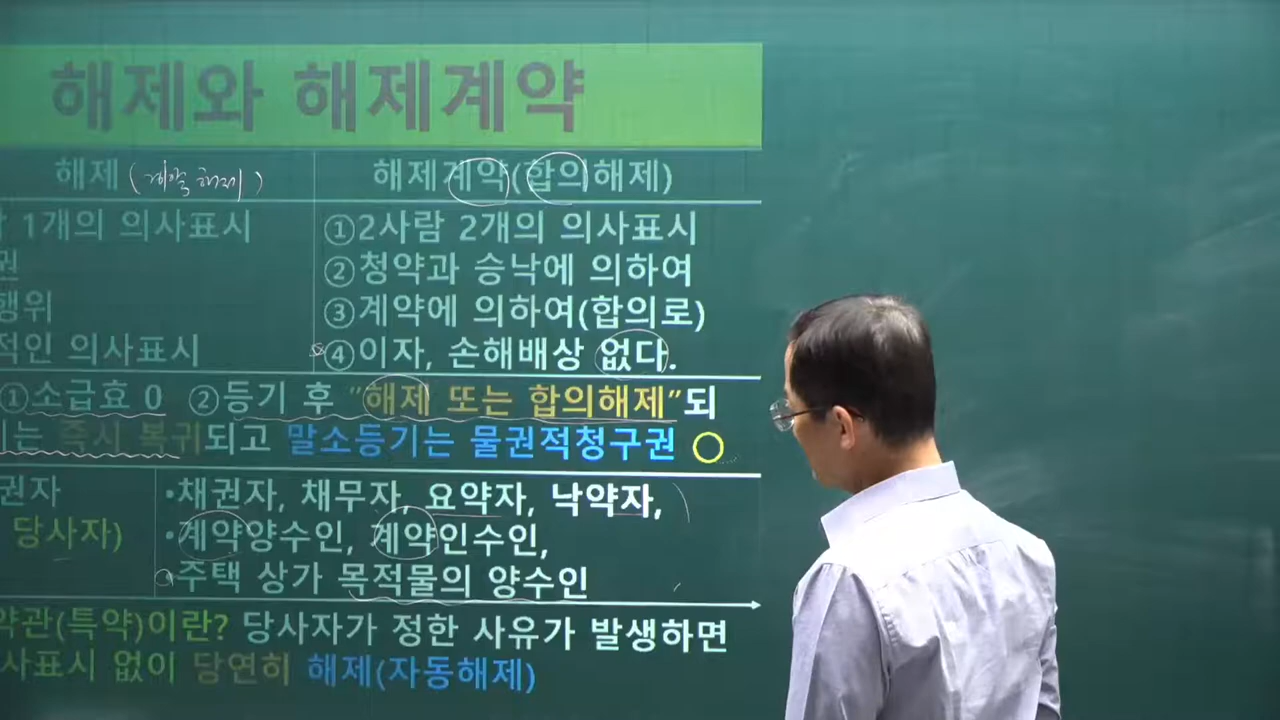 해제와 해제계약
해제 (계약 해제)
해제계약(합의해제)
1개의 의사표시
①2사람 2개의 의사표시
권
②청약과 승낙에 의하여
행위
③계약에 의하여(합의로)
적인 의사표시
④이자, 손해배상 없다.
①소급효 0 ②등기 후 "해제 또는 합의해제"되
는 즉시 복귀되고 말소등기는 물권적청구권 ○
권자
•채권자, 채무자, 요약자, 낙약자,
당사자)
•계약양수인, 계약인수인,
•주택 상가 목적물의 양수인
약관(특약)이란? 당사자가 정한 사유가 발생하면
사표시 없이 당연히 해제(자동해제)